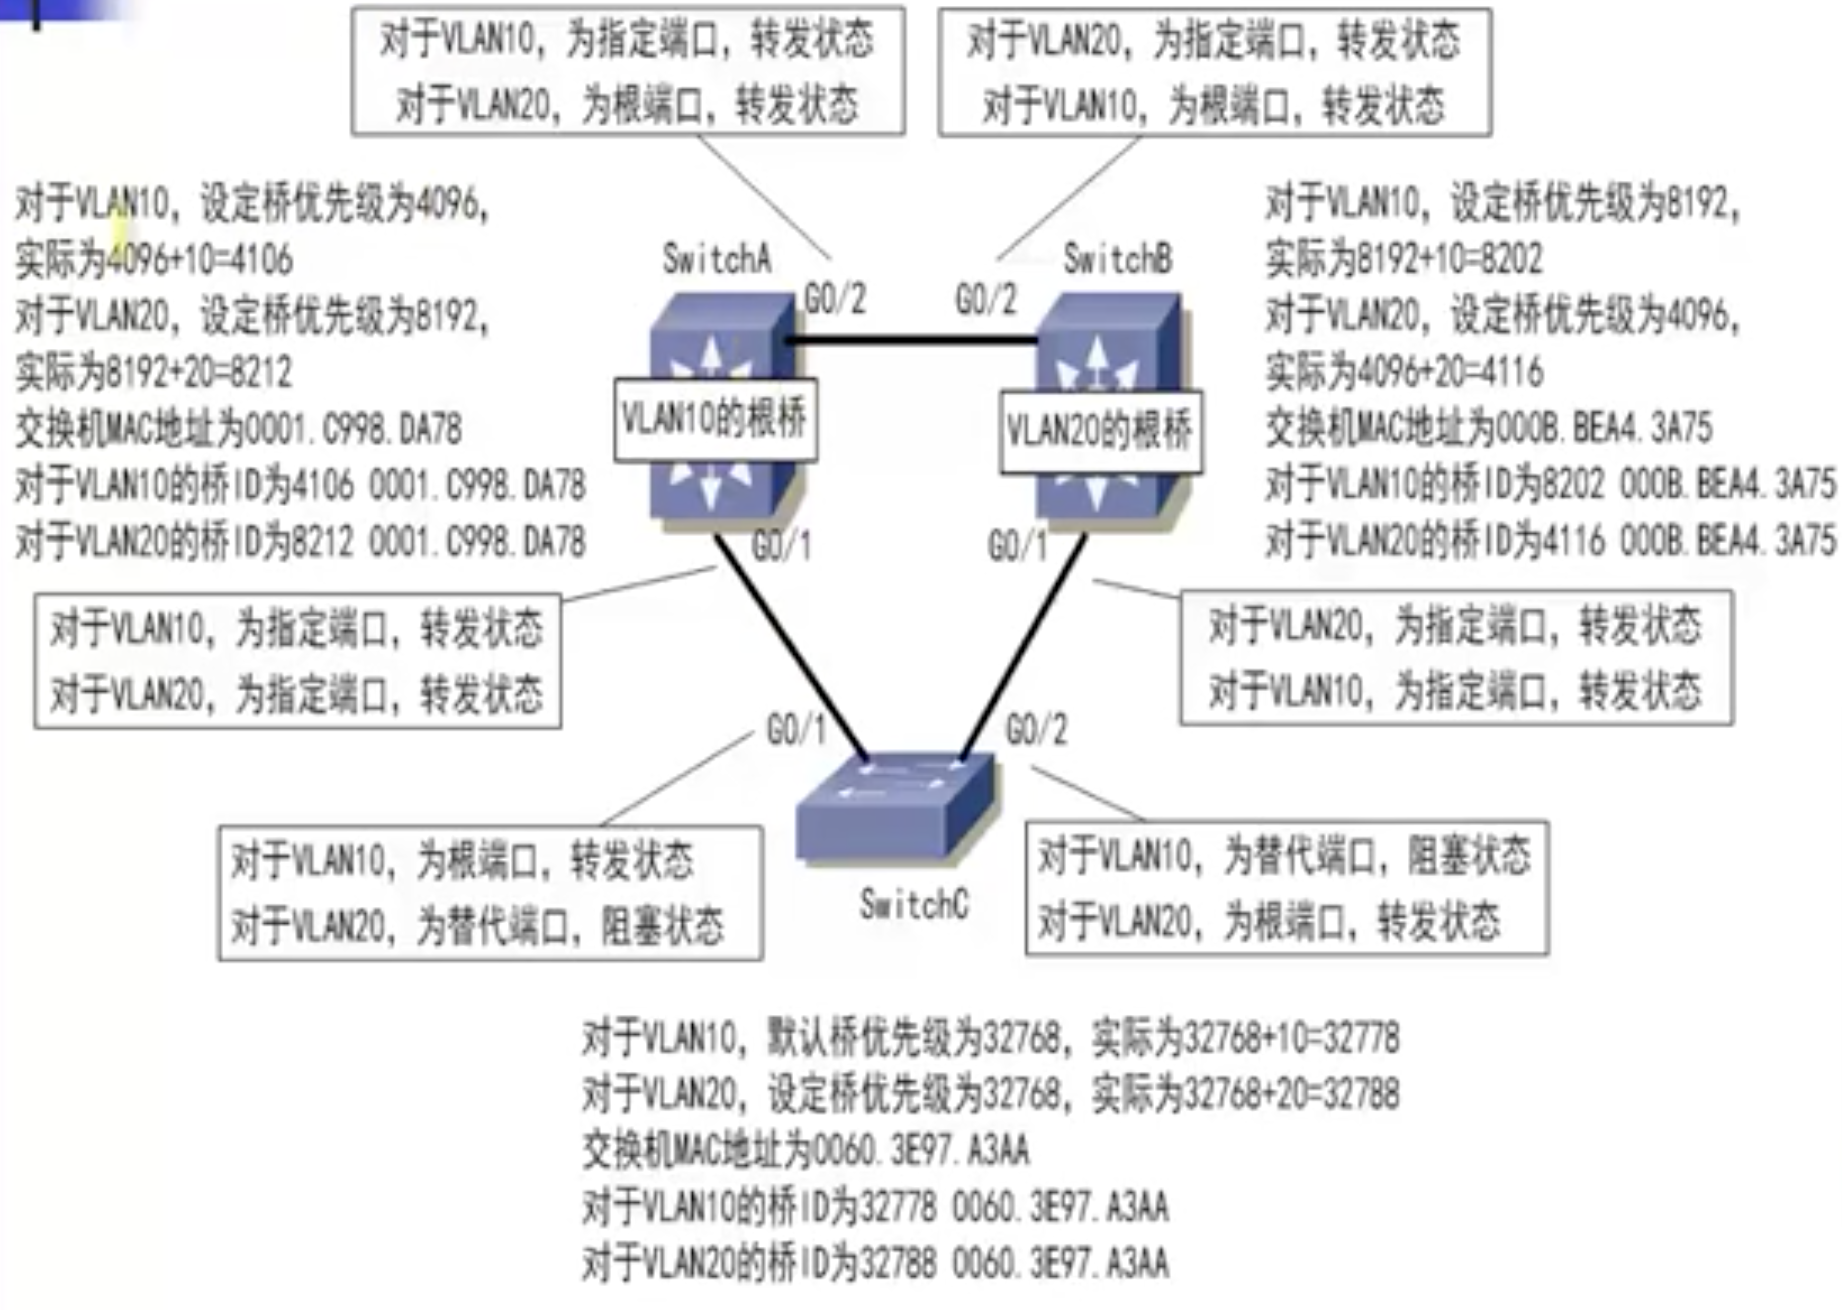 对于VLAN10，为指定端口，转发状态
对于VLAN20，为根端口，转发状态
对于VLAN20，为指定端口，转发状态
对于VLAN10，为根端口，转发状态
对于VLAN10，设定桥优先级为4096，
实际为4096+10=4106
对于VLAN20，设定桥优先级为8192，
实际为8192+20=8212
交换机MAC地址为0001.C998.DA78
对于VLAN10的桥ID为4106 0001.C998.DA78
对于VLAN20的桥ID为8212 0001.C998.DA78
SwitchA
G0/2
G0/2
SwitchB
VLAN10的根桥
VLAN20的根桥
G0/1
G0/1
对于VLAN10，设定桥优先级为8192，
实际为8192+10=8202
对于VLAN20，设定桥优先级为4096，
实际为4096+20=4116
交换机MAC地址为000B.BEA4.3A75
对于VLAN10的桥ID为8202 000B.BEA4.3A75
对于VLAN20的桥ID为4116 000B.BEA4.3A75
对于VLAN10，为指定端口，转发状态
对于VLAN20，为指定端口，转发状态
对于VLAN20，为指定端口，转发状态
对于VLAN10，为指定端口，转发状态
G0/1
G0/2
SwitchC
对于VLAN10，为根端口，转发状态
对于VLAN20，为替代端口，阻塞状态
对于VLAN10，为替代端口，阻塞状态
对于VLAN20，为根端口，转发状态
对于VLAN10，默认桥优先级为32768，实际为32768+10=32778
对于VLAN20，设定桥优先级为32768，实际为32768+20=32788
交换机MAC地址为0060.3E97.A3AA
对于VLAN10的桥ID为32778 0060.3E97.A3AA
对于VLAN20的桥ID为32788 0060.3E97.A3AA